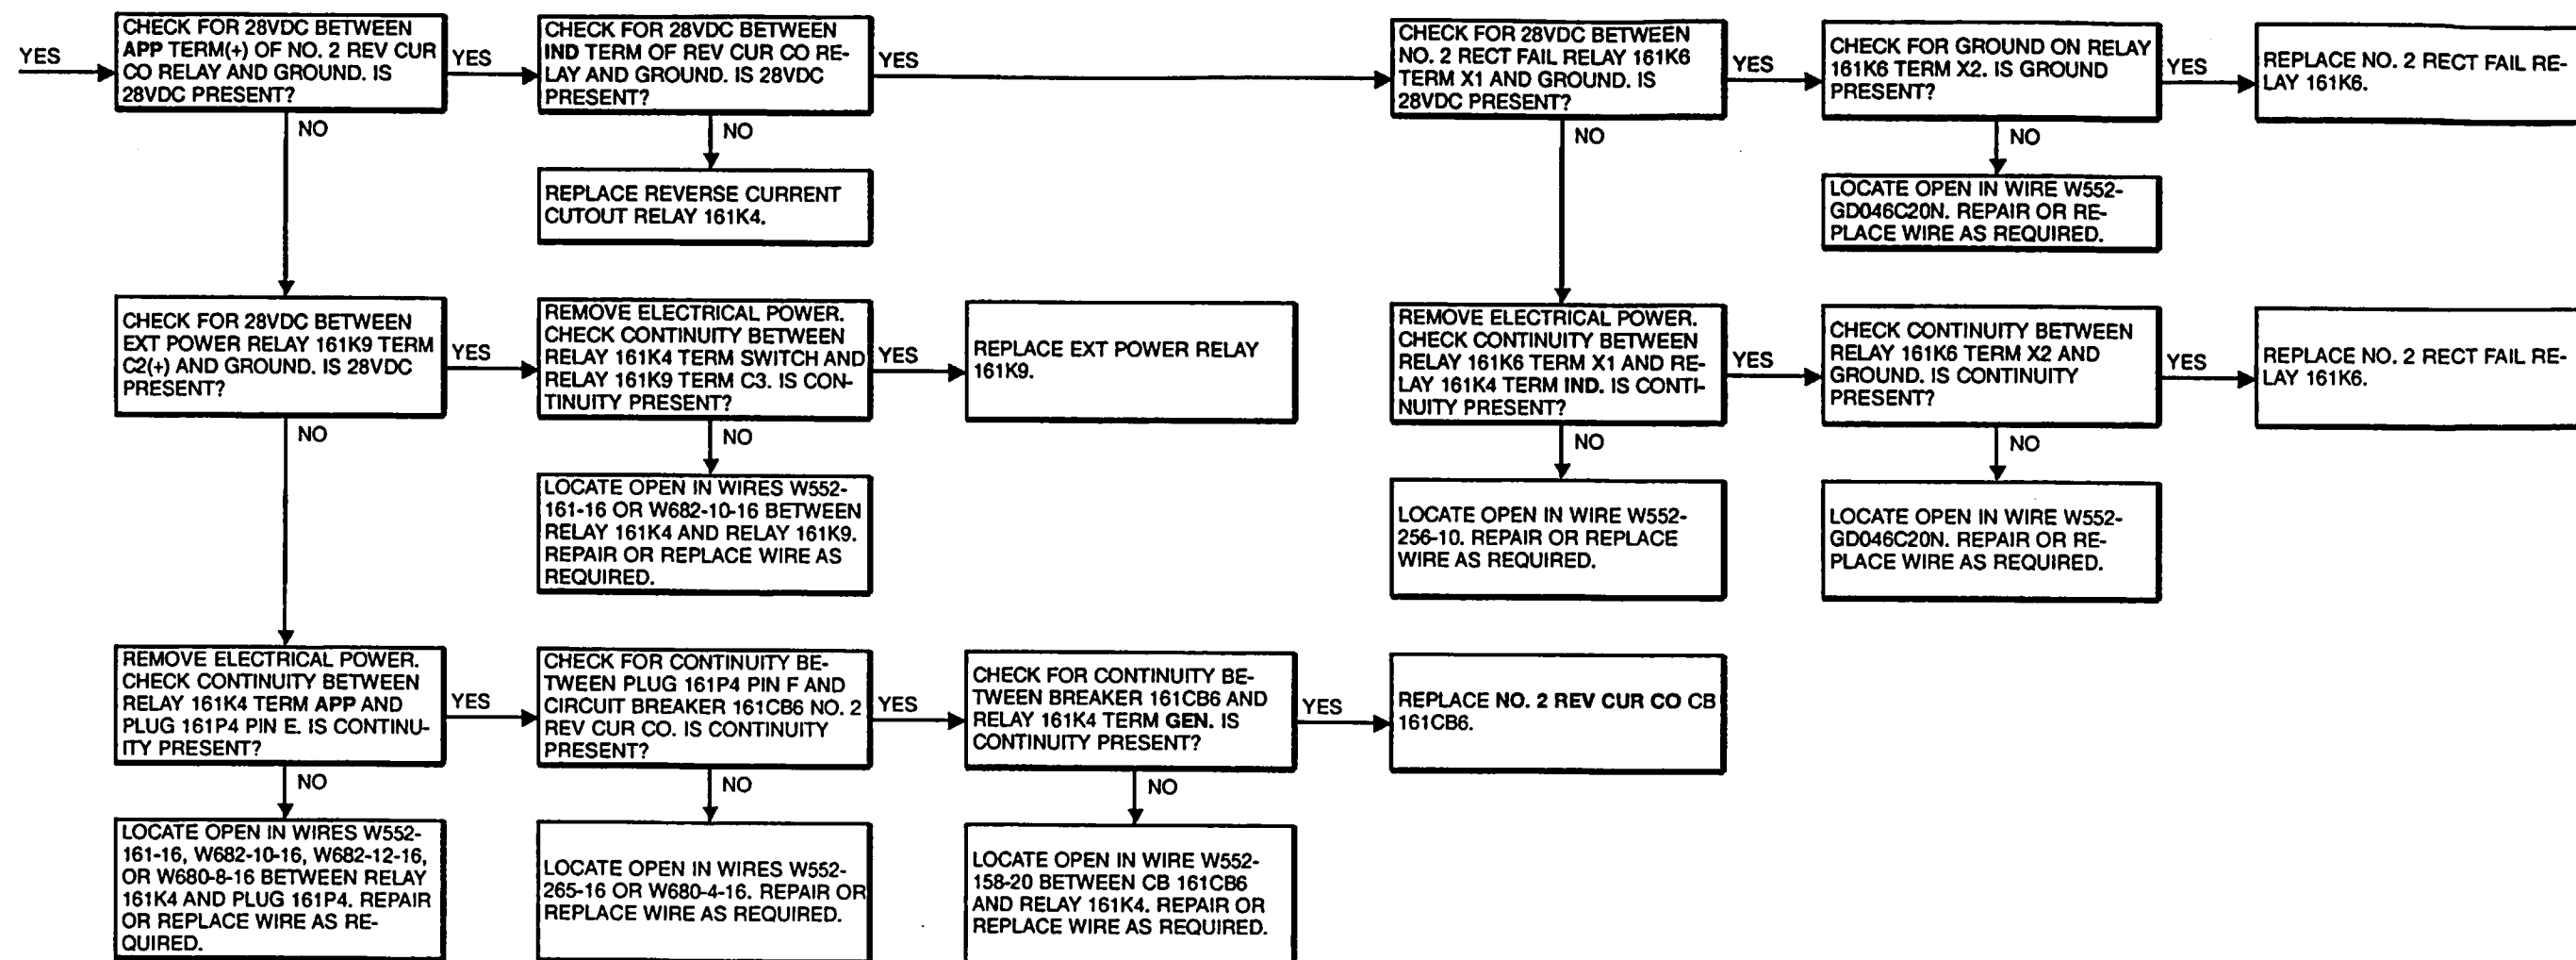 YES
CHECK FOR 28VDC BETWEEN
APP TERM(+) OF NO. 2 REV CUR
CO RELAY AND GROUND. IS
28VDC PRESENT?
YES
CHECK FOR 28VDC BETWEEN
IND TERM OF REV CUR CO RE-
LAY AND GROUND. IS 28VDC
PRESENT?
YES
CHECK FOR 28VDC BETWEEN
NO. 2 RECT FAIL RELAY 161K6
TERM X1 AND GROUND. IS
28VDC PRESENT?
YES
CHECK FOR GROUND ON RELAY
161K6 TERM X2. IS GROUND
PRESENT?
YES
REPLACE NO. 2 RECT FAIL RE-
LAY 161K6.
NO
NO
NO
NO
REPLACE REVERSE CURRENT
CUTOUT RELAY 161K4.
LOCATE OPEN IN WIRE W552-
GD046C20N. REPAIR OR RE-
PLACE WIRE AS REQUIRED.
CHECK FOR 28VDC BETWEEN
EXT POWER RELAY 161K9 TERM
C2(+) AND GROUND. IS 28VDC
PRESENT?
YES
REMOVE ELECTRICAL POWER.
CHECK CONTINUITY BETWEEN
RELAY 161K4 TERM SWITCH AND
RELAY 161K9 TERM C3. IS CON-
TINUITY PRESENT?
YES
REPLACE EXT POWER RELAY
161K9.
REMOVE ELECTRICAL POWER.
CHECK CONTINUITY BETWEEN
RELAY 161K6 TERM X1 AND RE-
LAY 161K4 TERM IND. IS CONTI-
NUITY PRESENT?
YES
CHECK CONTINUITY BETWEEN
RELAY 161K6 TERM X2 AND
GROUND. IS CONTINUITY
PRESENT?
YES
REPLACE NO. 2 RECT FAIL RE-
LAY 161K6.
NO
NO
NO
NO
LOCATE OPEN IN WIRES W552-
161-16 OR W682-10-16 BETWEEN
RELAY 161K4 AND RELAY 161K9.
REPAIR OR REPLACE WIRE AS
REQUIRED.
LOCATE OPEN IN WIRE W552-
256-10. REPAIR OR REPLACE
WIRE AS REQUIRED.
LOCATE OPEN IN WIRE W552-
GD046C20N. REPAIR OR RE-
PLACE WIRE AS REQUIRED.
REMOVE ELECTRICAL POWER.
CHECK CONTINUITY BETWEEN
RELAY 161K4 TERM APP AND
PLUG 161P4 PIN E. IS CONTINU-
ITY PRESENT?
YES
CHECK FOR CONTINUITY BE-
TWEEN PLUG 161P4 PIN F AND
CIRCUIT BREAKER 161CB6 NO. 2
REV CUR CO. IS CONTINUITY
PRESENT?
YES
CHECK FOR CONTINUITY BE-
TWEEN BREAKER 161CB6 AND
RELAY 161K4 TERM GEN. IS
CONTINUITY PRESENT?
YES
REPLACE NO. 2 REV CUR CO CB
161CB6.
NO
NO
NO
LOCATE OPEN IN WIRES W552-
161-16, W682-10-16, W682-12-16,
OR W680-8-16 BETWEEN RELAY
161K4 AND PLUG 161P4. REPAIR
OR REPLACE WIRE AS RE-
QUIRED.
LOCATE OPEN IN WIRES W552-
265-16 OR W680-4-16. REPAIR OR
REPLACE WIRE AS REQUIRED.
LOCATE OPEN IN WIRE W552-
158-20 BETWEEN CB 161CB6
AND RELAY 161K4. REPAIR OR
REPLACE WIRE AS REQUIRED.